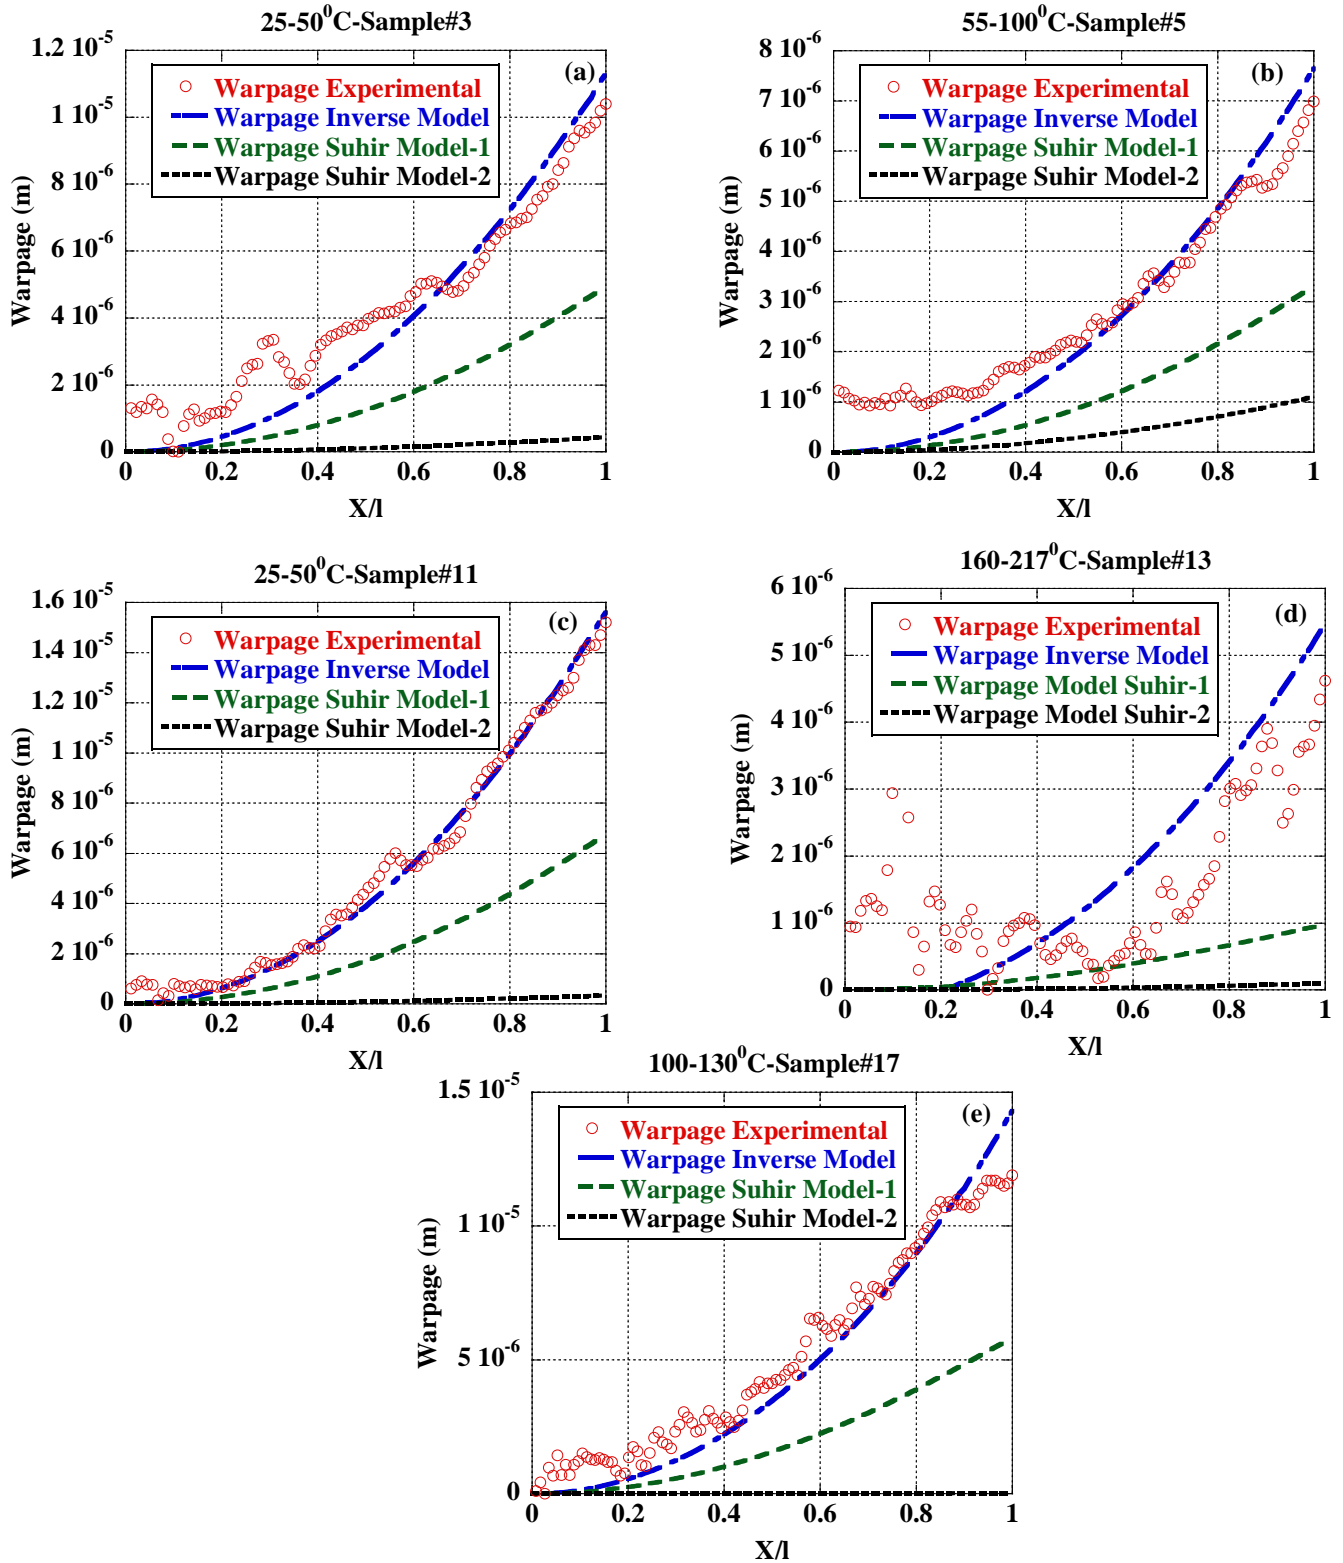 25-50⁰C-Sample#3
(a)
Warpage Experimental
Warpage Inverse Model
Warpage Suhir Model-1
Warpage Suhir Model-2
Warpage (m)
1.2 10⁻⁵
1 10⁻⁵
8 10⁻⁶
6 10⁻⁶
4 10⁻⁶
2 10⁻⁶
0
0 0.2 0.4 0.6 0.8 1
X/l
55-100⁰C-Sample#5
(b)
Warpage Experimental
Warpage Inverse Model
Warpage Suhir Model-1
Warpage Suhir Model-2
Warpage (m)
8 10⁻⁶
7 10⁻⁶
6 10⁻⁶
5 10⁻⁶
4 10⁻⁶
3 10⁻⁶
2 10⁻⁶
1 10⁻⁶
0
0 0.2 0.4 0.6 0.8 1
X/l
25-50⁰C-Sample#11
(c)
Warpage Experimental
Warpage Inverse Model
Warpage Suhir Model-1
Warpage Suhir Model-2
Warpage (m)
1.6 10⁻⁵
1.4 10⁻⁵
1.2 10⁻⁵
1 10⁻⁵
8 10⁻⁶
6 10⁻⁶
4 10⁻⁶
2 10⁻⁶
0
0 0.2 0.4 0.6 0.8 1
X/l
160-217⁰C-Sample#13
(d)
Warpage Experimental
Warpage Inverse Model
Warpage Model Suhir-1
Warpage Model Suhir-2
Warpage (m)
6 10⁻⁶
5 10⁻⁶
4 10⁻⁶
3 10⁻⁶
2 10⁻⁶
1 10⁻⁶
0
0 0.2 0.4 0.6 0.8 1
X/l
100-130⁰C-Sample#17
(e)
Warpage Experimental
Warpage Inverse Model
Warpage Suhir Model-1
Warpage Suhir Model-2
Warpage (m)
1.5 10⁻⁵
1 10⁻⁵
5 10⁻⁶
0
0 0.2 0.4 0.6 0.8 1
X/l